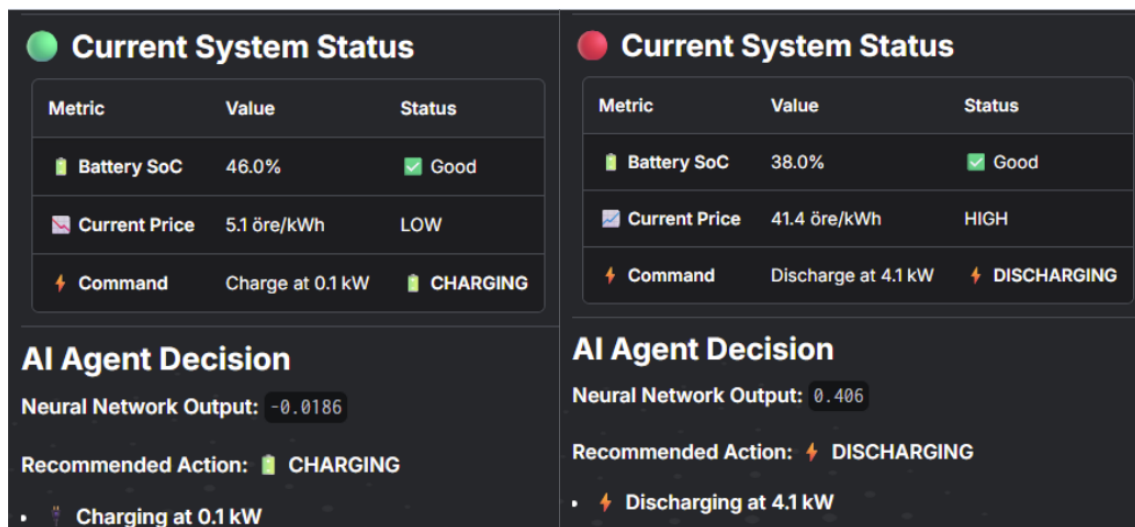 Current System Status
Metric Value Status
Battery SoC 46.0% Good
Current Price 5.1 öre/kWh LOW
Command Charge at 0.1 kW CHARGING
AI Agent Decision
Neural Network Output: -0.0186
Recommended Action: CHARGING
• Charging at 0.1 kW
Current System Status
Metric Value Status
Battery SoC 38.0% Good
Current Price 41.4 öre/kWh HIGH
Command Discharge at 4.1 kW DISCHARGING
AI Agent Decision
Neural Network Output: 0.406
Recommended Action: DISCHARGING
• Discharging at 4.1 kW